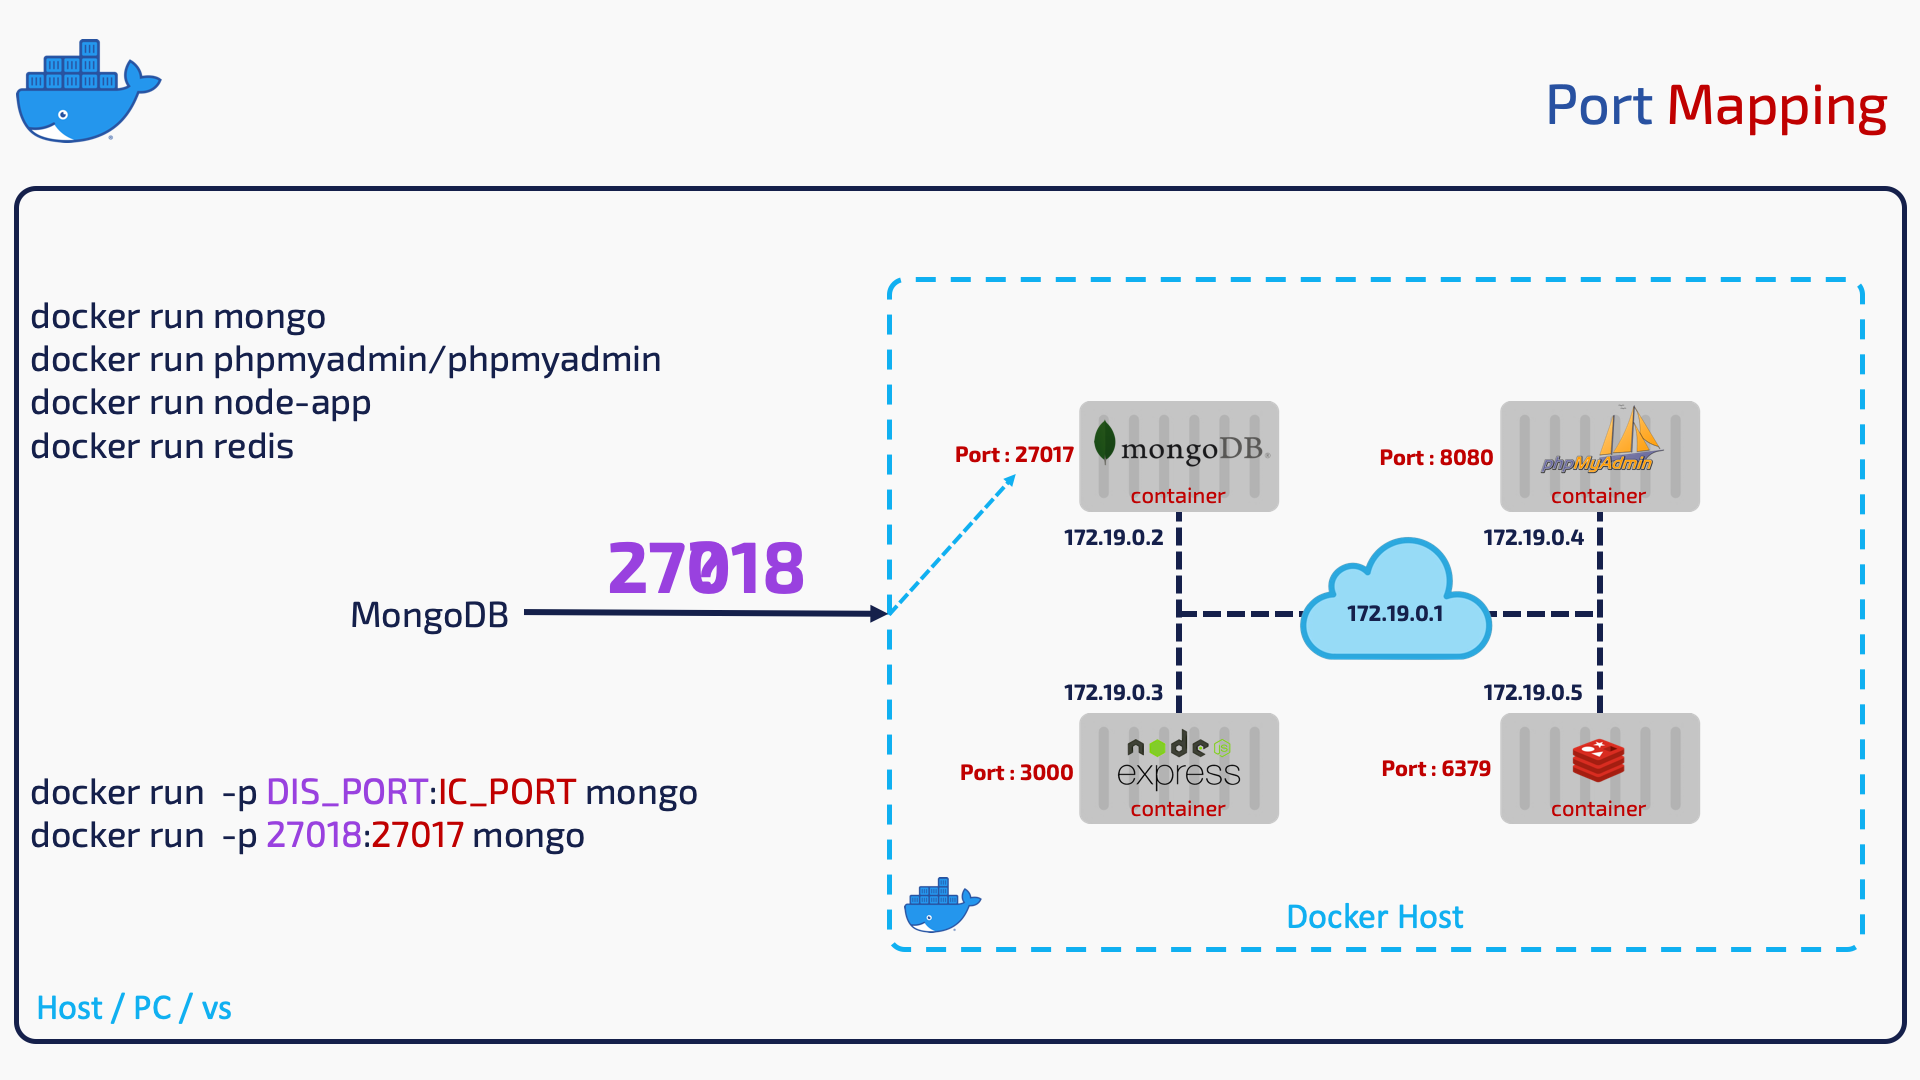 Port Mapping
docker run mongo
docker run phpmyadmin/phpmyadmin
docker run node-app
docker run redis
Port : 27017
mongoDB
container
172.19.0.2
Port : 8080
phpMyAdmin
container
172.19.0.4
27018
MongoDB
172.19.0.1
172.19.0.3
Port : 3000
node
express
container
172.19.0.5
Port : 6379
container
docker run -p DIS_PORT:IC_PORT mongo
docker run -p 27018:27017 mongo
Docker Host
Host / PC / vs